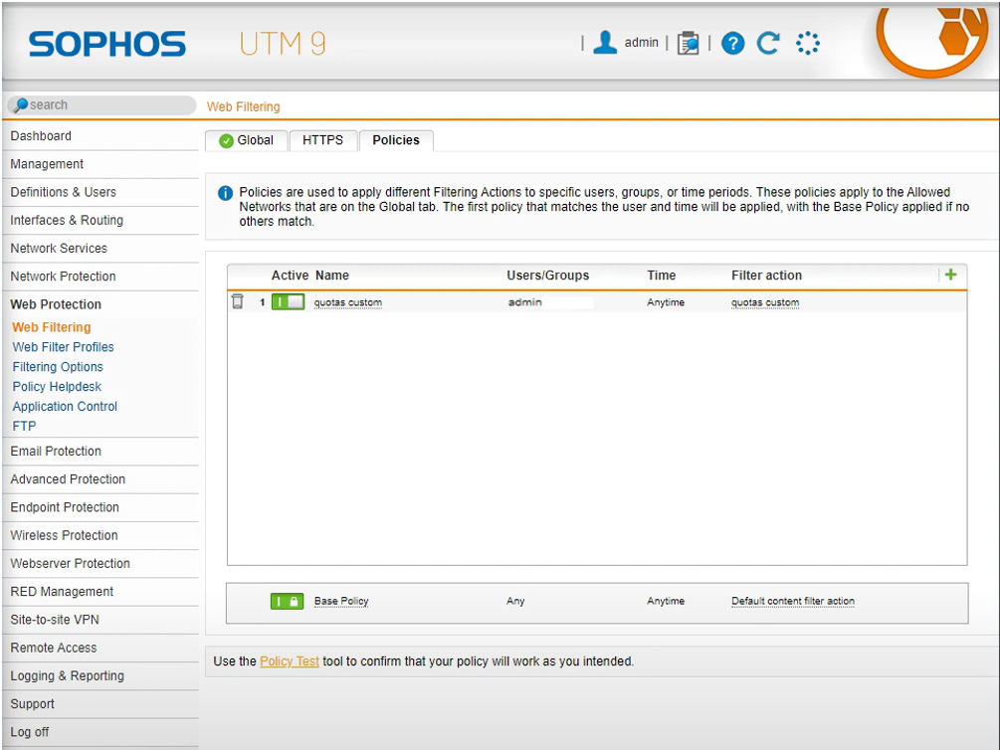 SOPHOS UTM 9
| admin | | ?
search
Web Filtering
Dashboard
Management
Definitions & Users
Interfaces & Routing
Network Services
Network Protection
Web Protection
Web Filtering
Web Filter Profiles
Filtering Options
Policy Helpdesk
Application Control
FTP
Email Protection
Advanced Protection
Endpoint Protection
Wireless Protection
Webserver Protection
RED Management
Site-to-site VPN
Remote Access
Logging & Reporting
Support
Log off
Global HTTPS Policies
Policies are used to apply different Filtering Actions to specific users, groups, or time periods. These policies apply to the Allowed
Networks that are on the Global tab. The first policy that matches the user and time will be applied, with the Base Policy applied if no
others match.
Active Name Users/Groups Time Filter action
1 quotas custom admin Anytime quotas custom
Base Policy Any Anytime Default content filter action
Use the Policy Test tool to confirm that your policy will work as you intended.